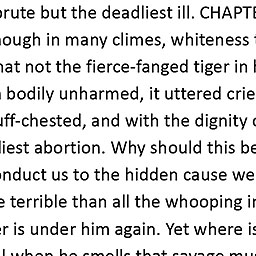 brute but the deadliest ill. CHAPTE
ough in many climes, whiteness
at not the fierce-fanged tiger in
bodily unharmed, it uttered crie
uff-chested, and with the dignity
liest abortion. Why should this be
onduct us to the hidden cause we
e terrible than all the whooping i
er is under him again. Yet where is
when he smells that savage mu